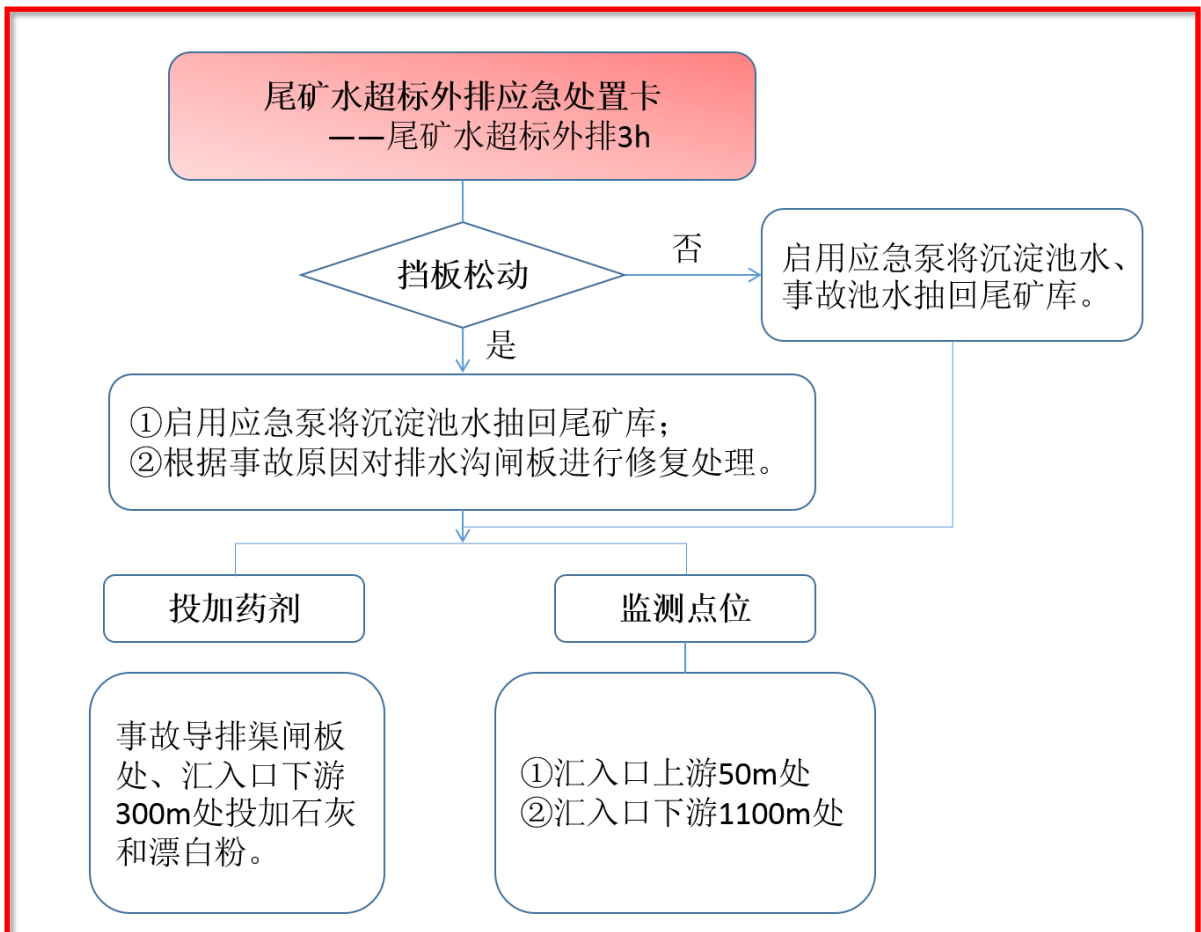 尾矿水超标外排应急处置卡
——尾矿水超标外排3h
挡板松动
否
启用应急泵将沉淀池水、
事故池水抽回尾矿库。
是
①启用应急泵将沉淀池水抽回尾矿库；
②根据事故原因对排水沟闸板进行修复处理。
投加药剂
监测点位
事故导排渠闸板
处、汇入口下游
300m处投加石灰
和漂白粉。
①汇入口上游50m处
②汇入口下游1100m处